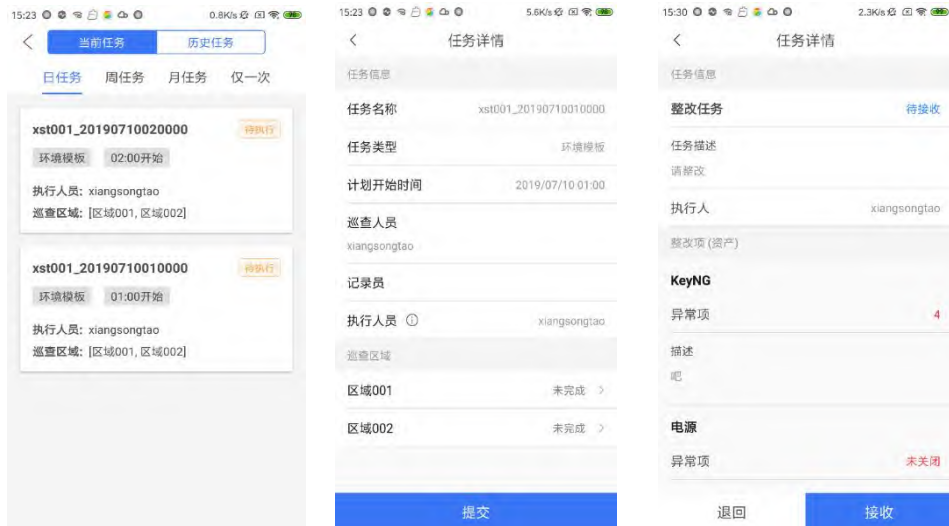 15:23 0.8K/s 96
当前任务 历史任务
日任务 周任务 月任务 仅一次
xst001_20190710020000 待执行
环境模板 02:00开始
执行人员: xiangsongtao
巡查区域: [区域001, 区域002]
xst001_20190710010000 待执行
环境模板 01:00开始
执行人员: xiangsongtao
巡查区域: [区域001, 区域002]
15:23 5.6K/s
任务详情
任务信息
任务名称 xst001_20190710010000
任务类型 环境模板
计划开始时间 2019/07/10 01:00
巡查人员
xiangsongtao
记录员
执行人员 xiangsongtao
巡查区域
区域001 未完成
区域002 未完成
提交
15:30 2.3K/s
任务详情
任务信息
整改任务 待接收
任务描述
请整改
执行人 xiangsongtao
整改项 (资产)
KeyNG
异常项 4
描述
吧
电源
异常项 未关闭
退回 接收